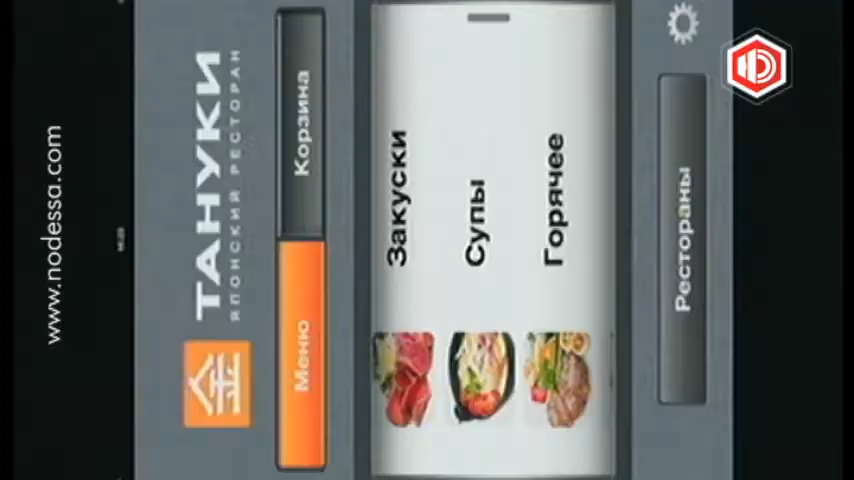 www.nodessa.com
ТАНУКИ
ЯПОНСКИЙ РЕСТОРАН
Меню
Корзина
Закуски
Супы
Горячее
Рестораны